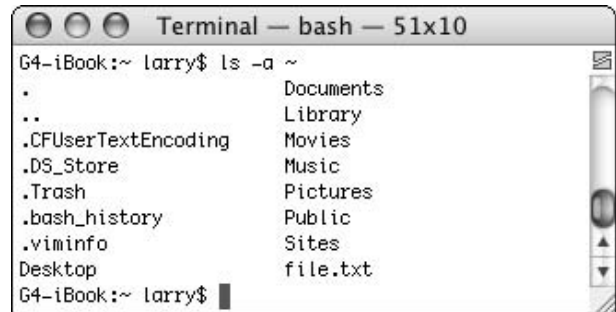 Terminal — bash — 51x10
G4-iBook:~ larry$ ls -a ~
. Documents
.. Library
.CFUserTextEncoding Movies
.DS_Store Music
.Trash Pictures
.bash_history Public
.viminfo Sites
Desktop file.txt
G4-iBook:~ larry$